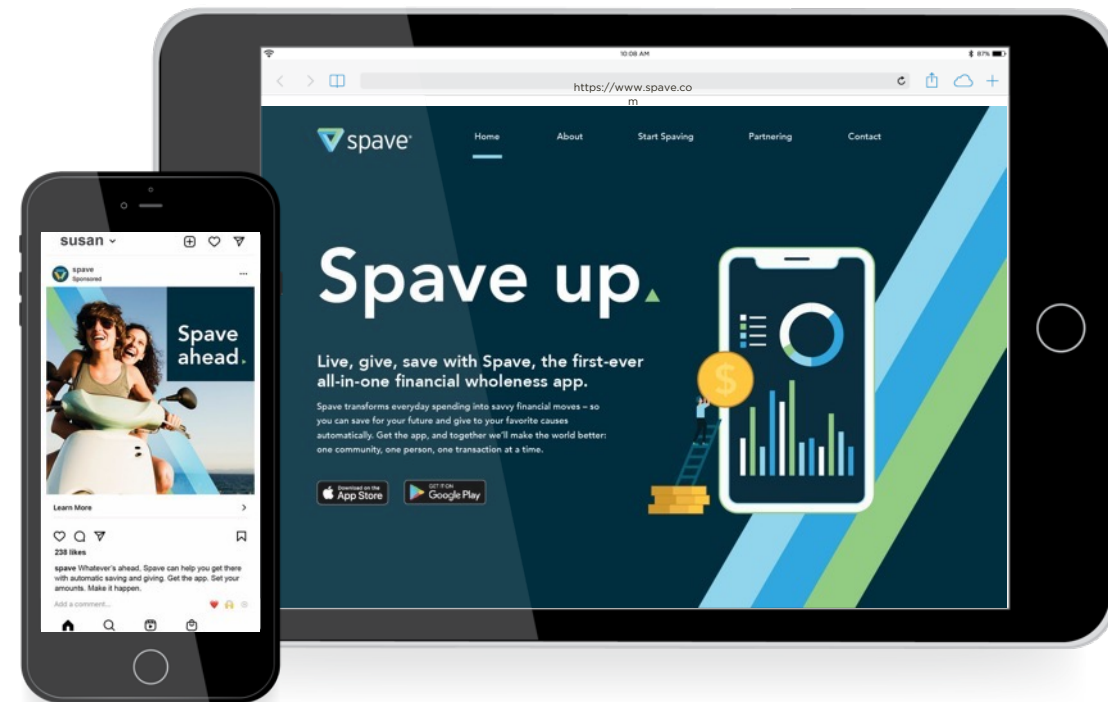 10:08 AM
87%
https://www.spave.co
m
spave
Home
About
Start Spaving
Partnering
Contact
Spave up
Live, give, save with Spave, the first-ever
all-in-one financial wholeness app.
Spave transforms everyday spending into savvy financial moves – so
you can save for your future and give to your favorite causes
automatically. Get the app, and together we'll make the world better:
one community, one person, one transaction at a time.
Download on the
App Store
GET IT ON
Google Play
$
susan
spave
Sponsored
Spave
ahead.
Learn More
238 likes
spave Whatever's ahead, Spave can help you get there
with automatic saving and giving. Get the app. Set your
amounts. Make it happen.
Add a comment...